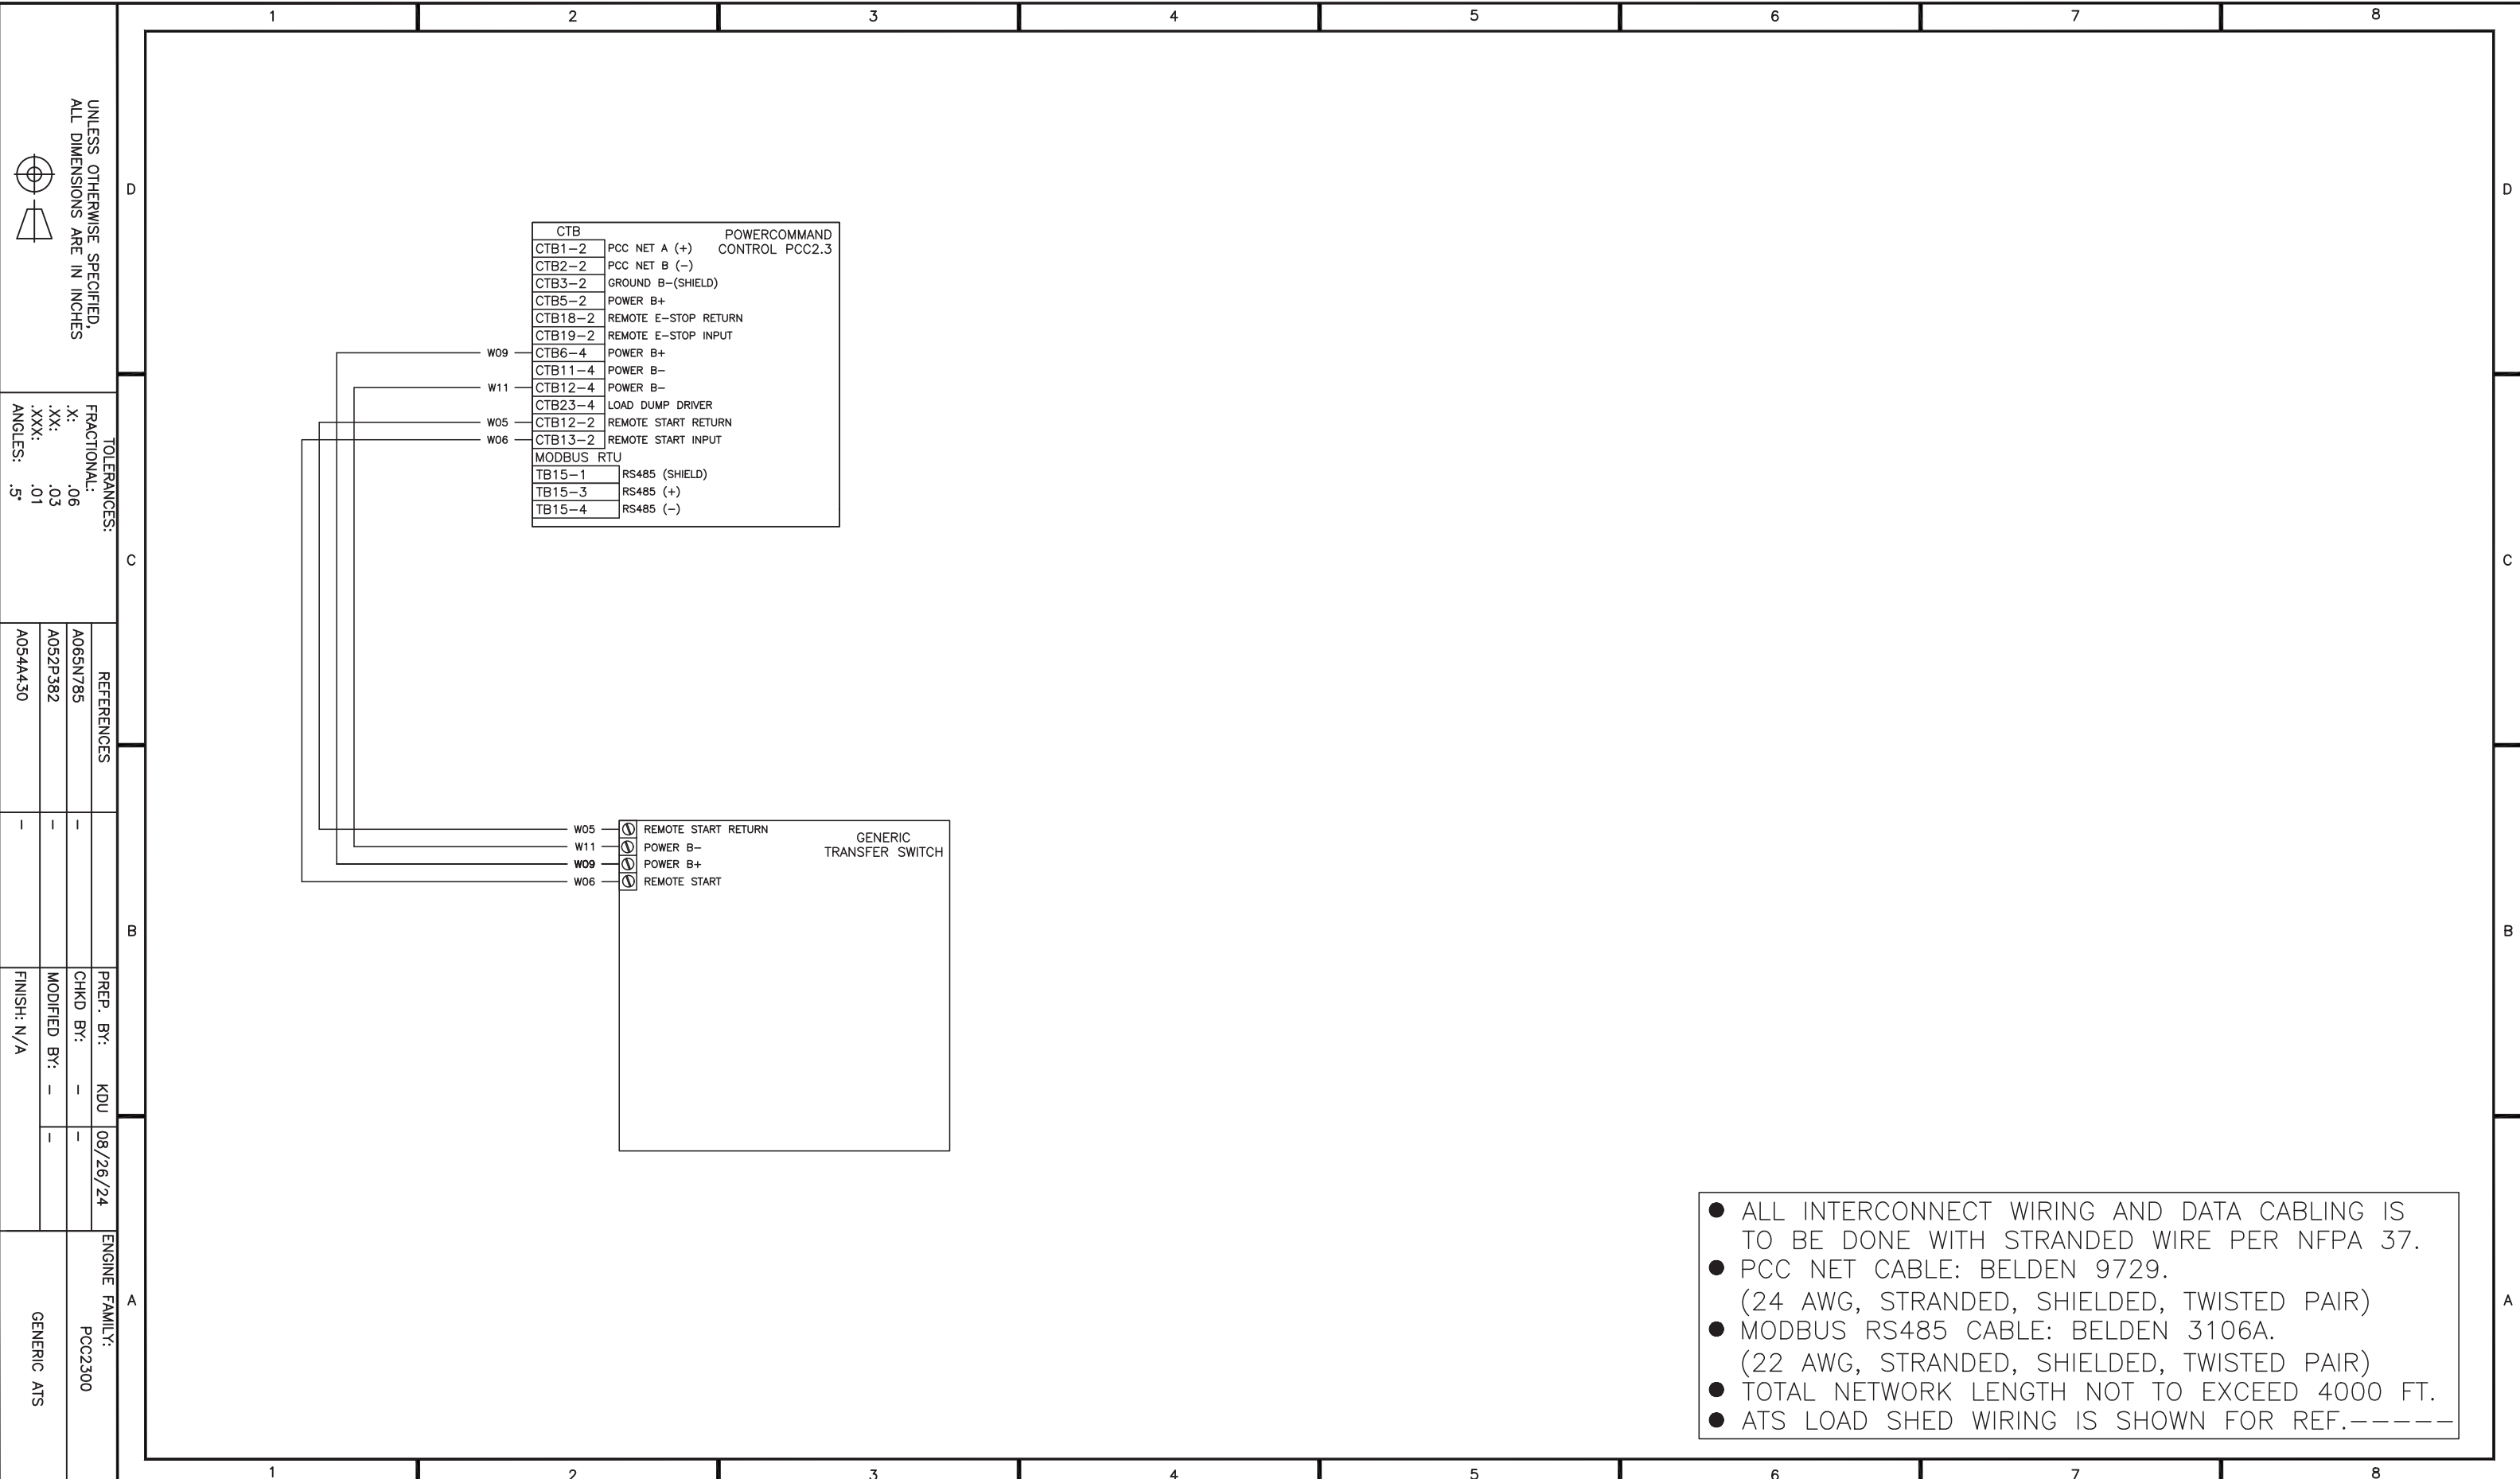 1 2 3 4 5 6 7 8
UNLESS OTHERWISE SPECIFIED,
ALL DIMENSIONS ARE IN INCHES
TOLERANCES:
FRACTIONAL:
.X: .06
.XX: .03
.XXX: .01
ANGLES: .5°
REFERENCES
A065N785 -
A052P382 -
A054A430 -
PREP. BY: KDU 08/26/24
CHKD BY: - -
MODIFIED BY: - -
FINISH: N/A
ENGINE FAMILY:
PCC2300
GENERIC ATS
D D
C C
B B
A A
CTB
POWERCOMMAND
CONTROL PCC2.3
CTB1-2 PCC NET A (+)
CTB2-2 PCC NET B (-)
CTB3-2 GROUND B-(SHIELD)
CTB5-2 POWER B+
CTB18-2 REMOTE E-STOP RETURN
CTB19-2 REMOTE E-STOP INPUT
W09 CTB6-4 POWER B+
CTB11-4 POWER B-
W11 CTB12-4 POWER B-
CTB23-4 LOAD DUMP DRIVER
W05 CTB12-2 REMOTE START RETURN
W06 CTB13-2 REMOTE START INPUT
MODBUS RTU
TB15-1 RS485 (SHIELD)
TB15-3 RS485 (+)
TB15-4 RS485 (-)
GENERIC
TRANSFER SWITCH
W05 REMOTE START RETURN
W11 POWER B-
W09 POWER B+
W06 REMOTE START
● ALL INTERCONNECT WIRING AND DATA CABLING IS
TO BE DONE WITH STRANDED WIRE PER NFPA 37.
● PCC NET CABLE: BELDEN 9729.
(24 AWG, STRANDED, SHIELDED, TWISTED PAIR)
● MODBUS RS485 CABLE: BELDEN 3106A.
(22 AWG, STRANDED, SHIELDED, TWISTED PAIR)
● TOTAL NETWORK LENGTH NOT TO EXCEED 4000 FT.
● ATS LOAD SHED WIRING IS SHOWN FOR REF.-----
1 2 3 4 5 6 7 8